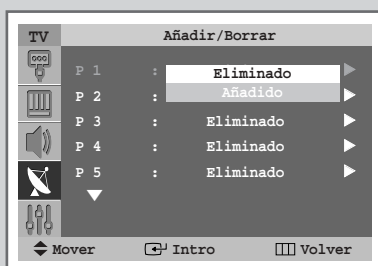 TV Añadir/Borrar
P 1 : Eliminado
Añadido
P 2 :
P 3 : Eliminado
P 4 : Eliminado
P 5 : Eliminado
Mover Intro Volver